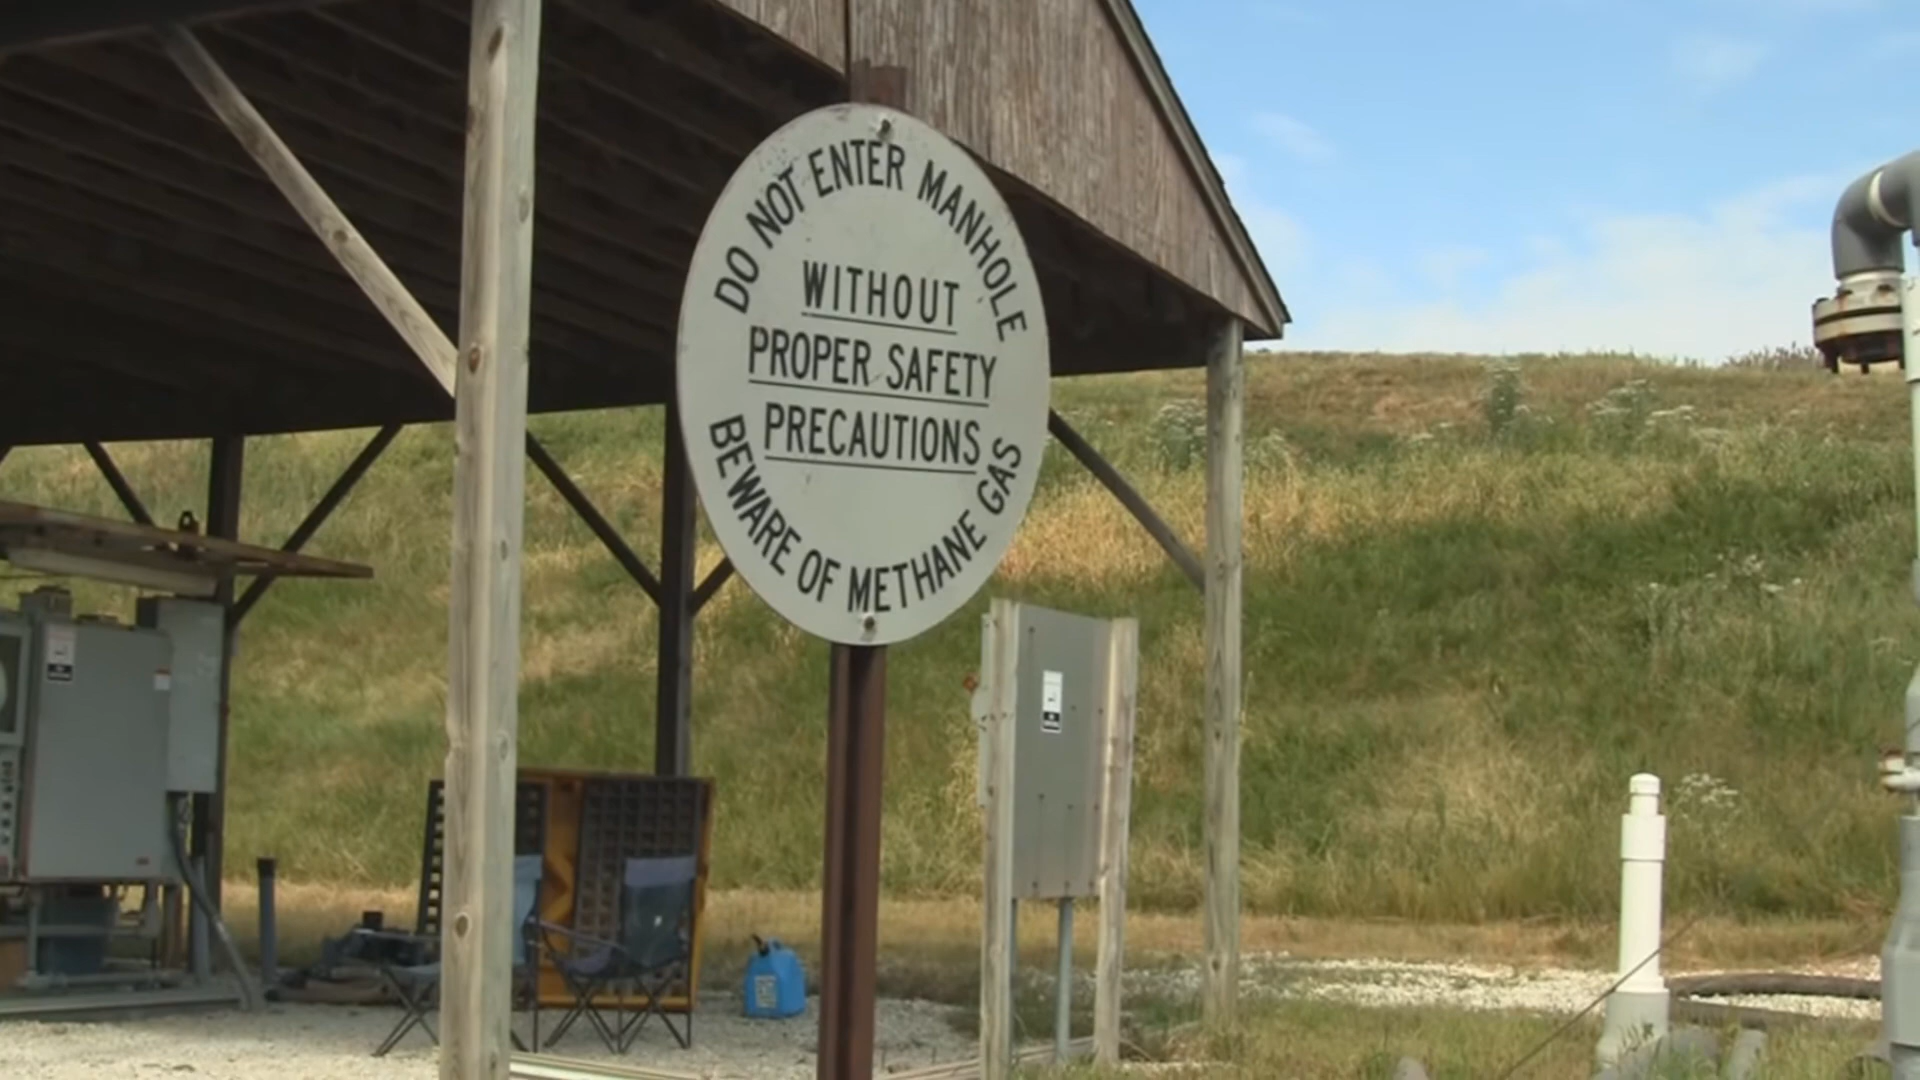 DO NOT ENTER MANHOLE
WITHOUT
PROPER SAFETY
PRECAUTIONS
BEWARE OF METHANE GAS